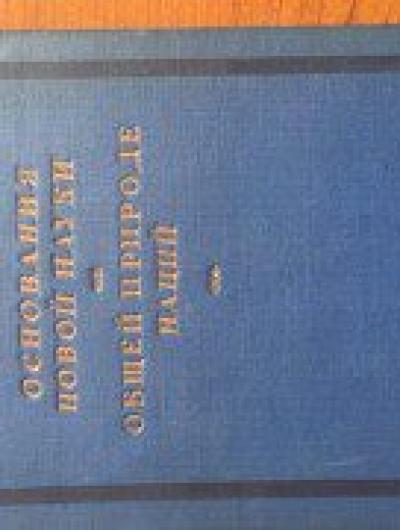 ОСНОВАНИЯ
НОВОЙ НАУКИ
ОБ
ОБЩЕЙ ПРИРОДЕ
НАЦИЙ